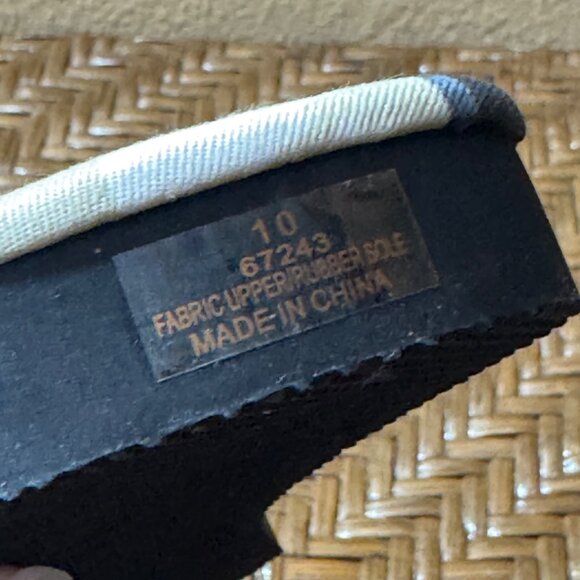 10
67243
FABRIC UPPER/RUBBER SOLE
MADE IN CHINA